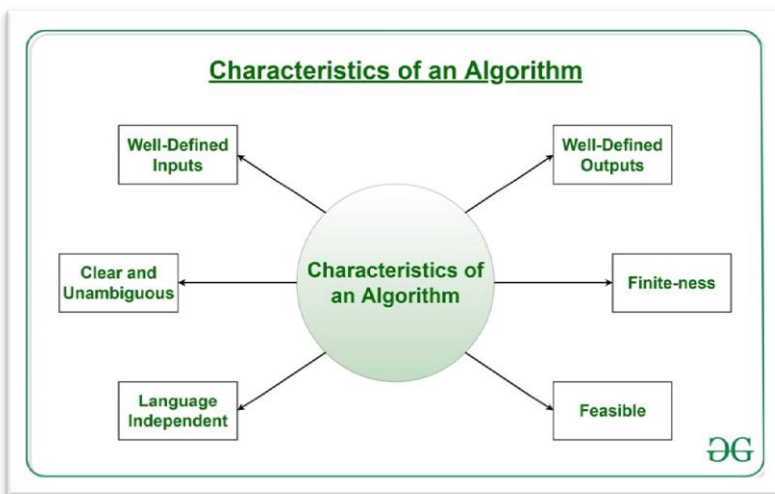 Characteristics of an Algorithm
Well-Defined
Inputs
Well-Defined
Outputs
Clear and
Unambiguous
Characteristics of
an Algorithm
Finite-ness
Language
Independent
Feasible